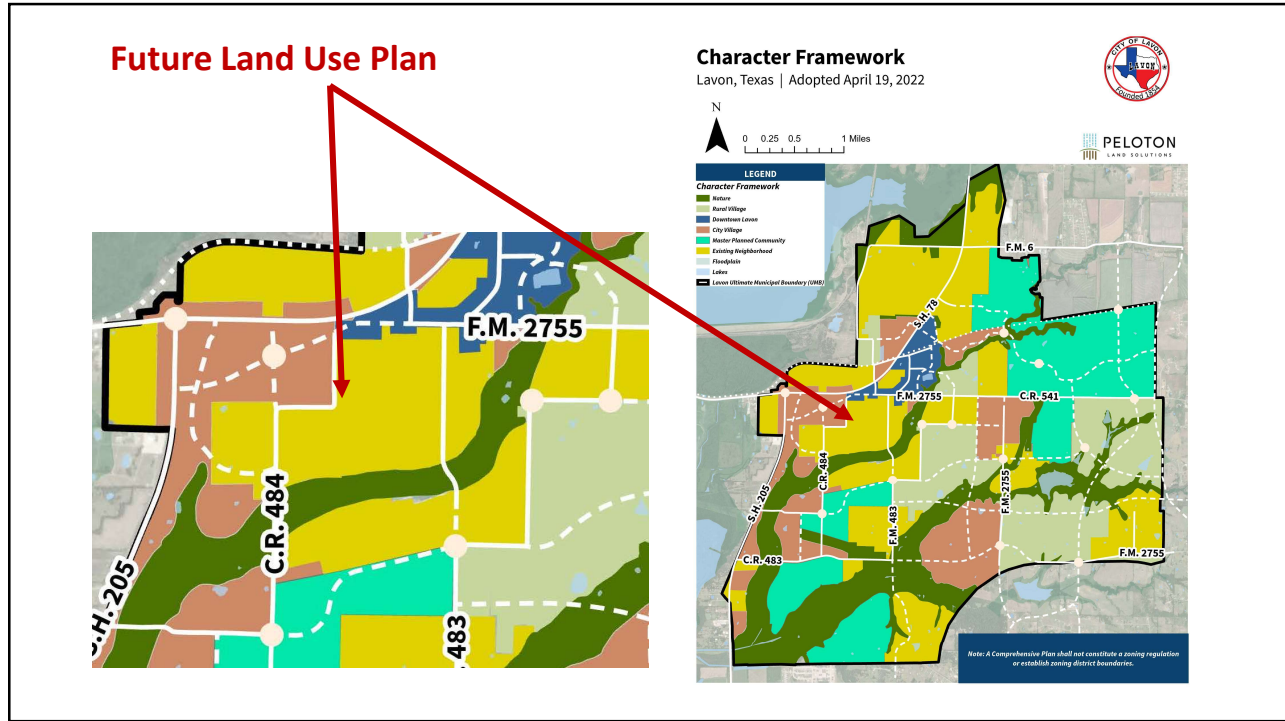 Future Land Use Plan
F.M. 2755
C.R. 484
S.H. 205
483
Character Framework
Lavon, Texas | Adopted April 19, 2022
CITY OF LAVON
LAVON
Founded 1854
N
0 0.25 0.5 1 Miles
PELOTON
LAND SOLUTIONS
LEGEND
Character Framework
Nature
Rural Village
Downtown Lavon
City Village
Master Planned Community
Existing Neighborhood
Floodplain
Lakes
Lavon Ultimate Municipal Boundary (UMB)
F.M. 6
S.H. 78
F.M. 2755
C.R. 541
C.R. 484
S.H. 205
F.M. 483
F.M. 2755
C.R. 483
F.M. 2755
Note: A Comprehensive Plan shall not constitute a zoning regulation
or establish zoning district boundaries.